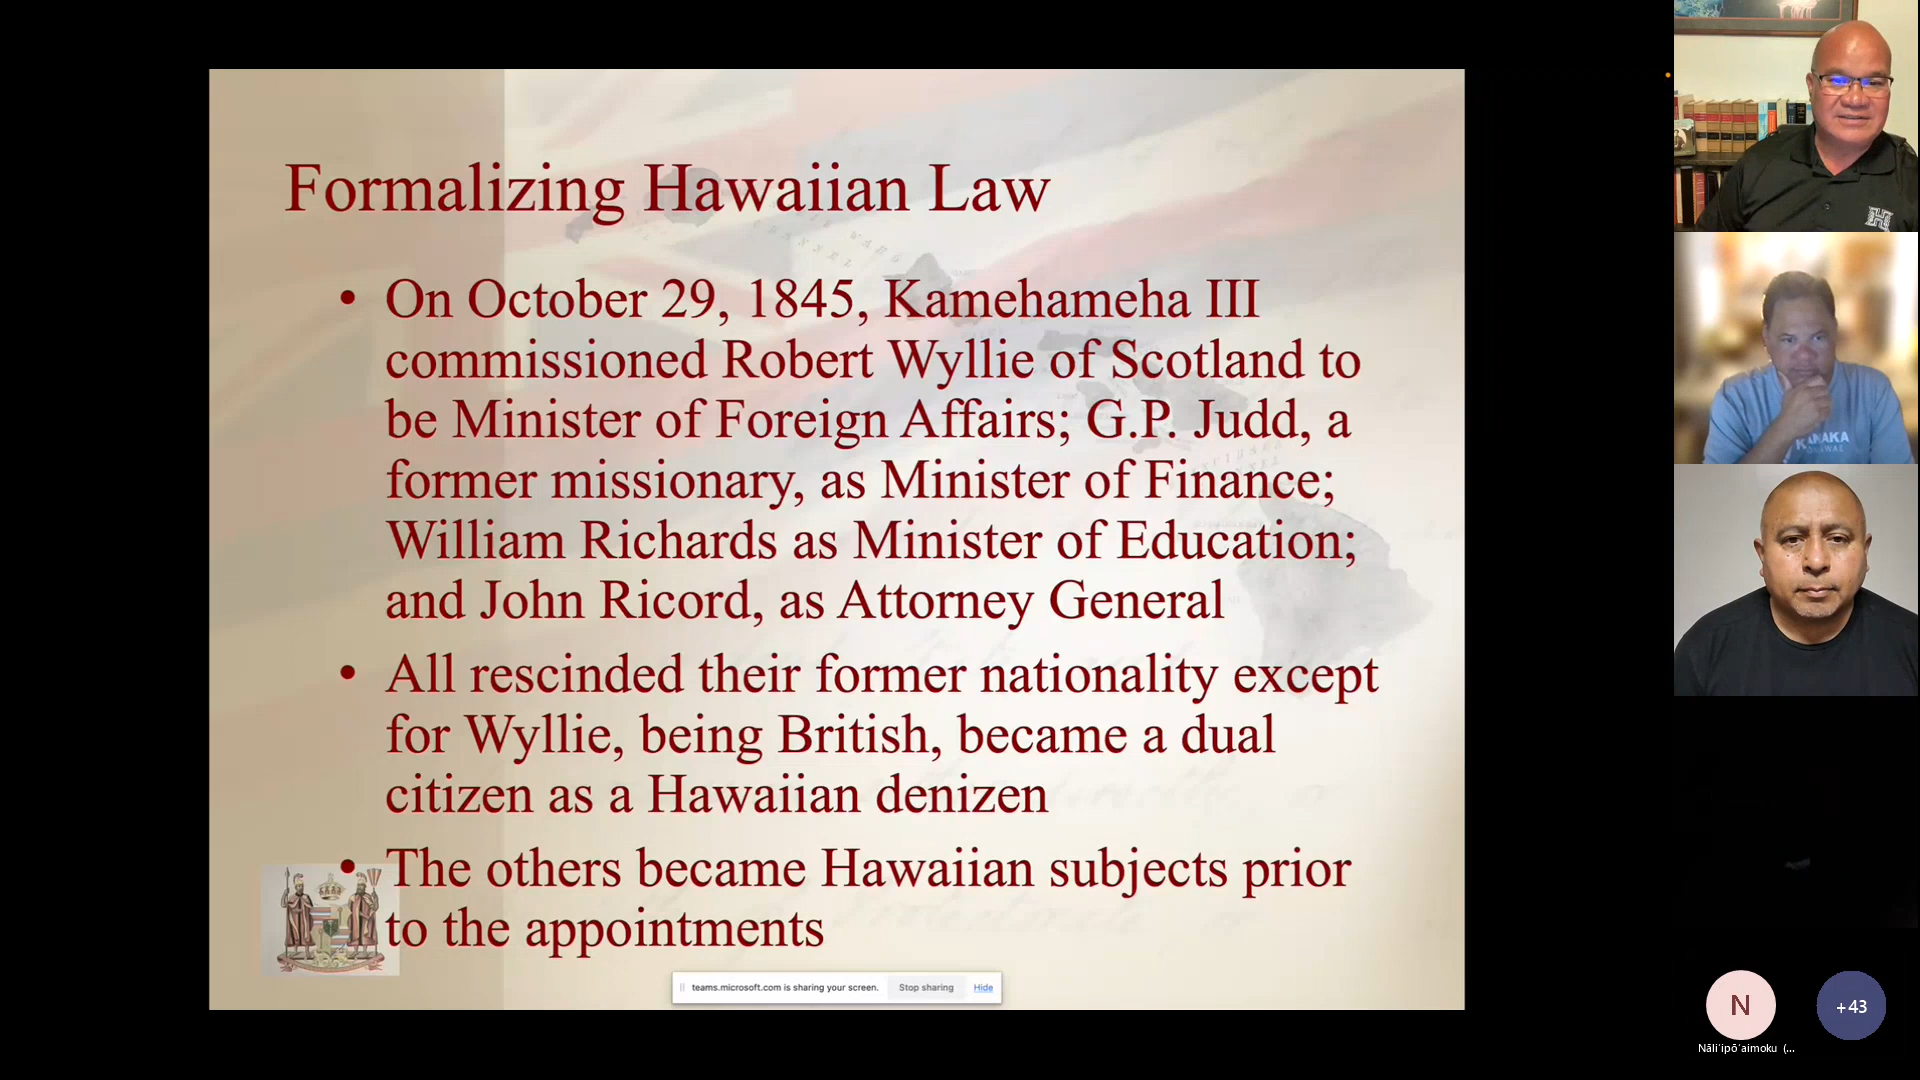 Formalizing Hawaiian Law
• On October 29, 1845, Kamehameha III
commissioned Robert Wyllie of Scotland to
be Minister of Foreign Affairs; G.P. Judd, a
former missionary, as Minister of Finance;
William Richards as Minister of Education;
and John Ricord, as Attorney General
• All rescinded their former nationality except
for Wyllie, being British, became a dual
citizen as a Hawaiian denizen
• The others became Hawaiian subjects prior
to the appointments
teams.microsoft.com is sharing your screen. Stop sharing Hide
H
N
+43
Nāliʻipōʻaimoku (...